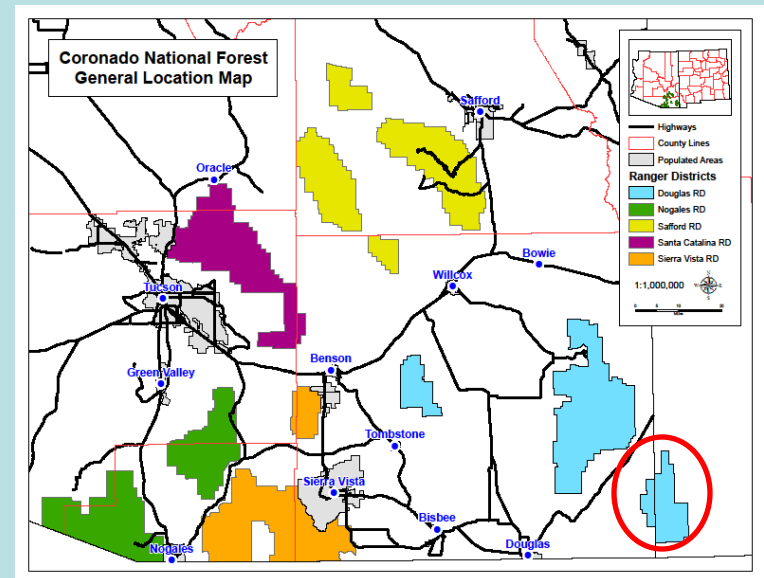 Coronado National Forest
General Location Map
Safford
Oracle
Bowie
Willcox
Tucson
Benson
Green Valley
Tombstone
Sierra Vista
Bisbee
Nogales
Douglas
Highways
County Lines
Populated Areas
Ranger Districts
Douglas RD
Nogales RD
Safford RD
Santa Catalina RD
Sierra Vista RD
1:1,000,000